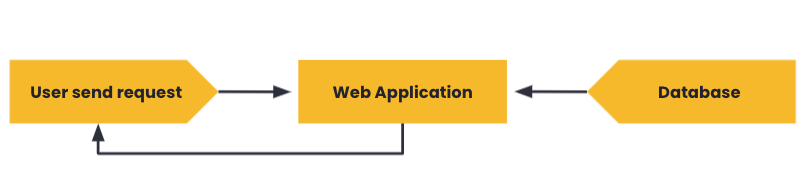 User send request
Web Application
Database